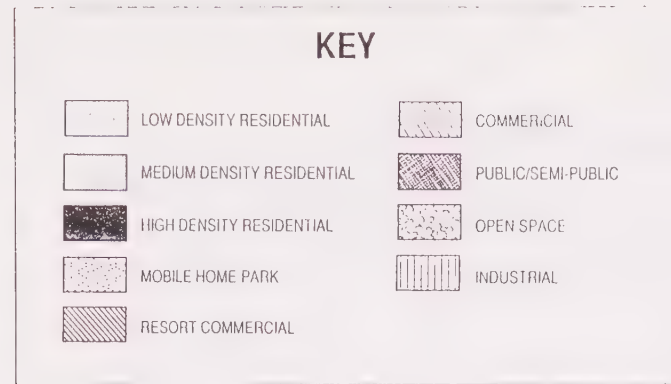 KEY
LOW DENSITY RESIDENTIAL
MEDIUM DENSITY RESIDENTIAL
HIGH DENSITY RESIDENTIAL
MOBILE HOME PARK
RESORT COMMERCIAL
COMMERCIAL
PUBLIC/SEMI-PUBLIC
OPEN SPACE
INDUSTRIAL